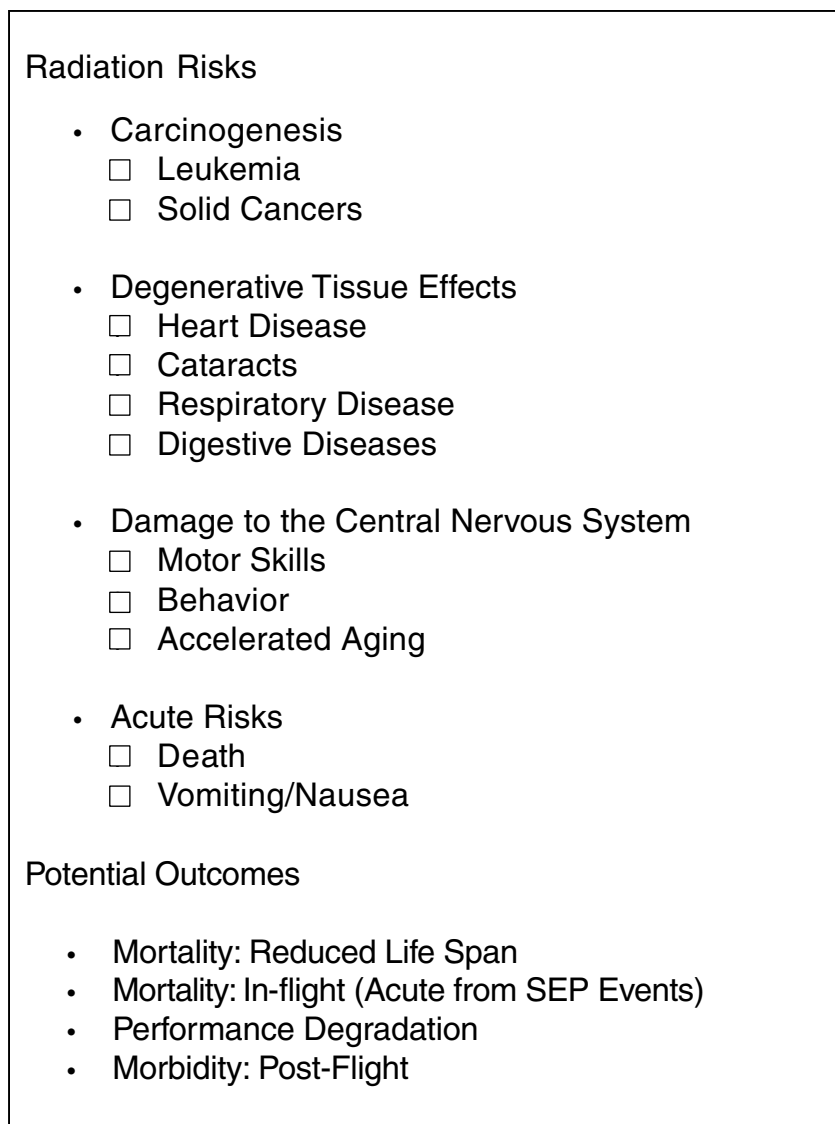 Radiation Risks
• Carcinogenesis
□ Leukemia
□ Solid Cancers
• Degenerative Tissue Effects
□ Heart Disease
□ Cataracts
□ Respiratory Disease
□ Digestive Diseases
• Damage to the Central Nervous System
□ Motor Skills
□ Behavior
□ Accelerated Aging
• Acute Risks
□ Death
□ Vomiting/Nausea
Potential Outcomes
• Mortality: Reduced Life Span
• Mortality: In-flight (Acute from SEP Events)
• Performance Degradation
• Morbidity: Post-Flight